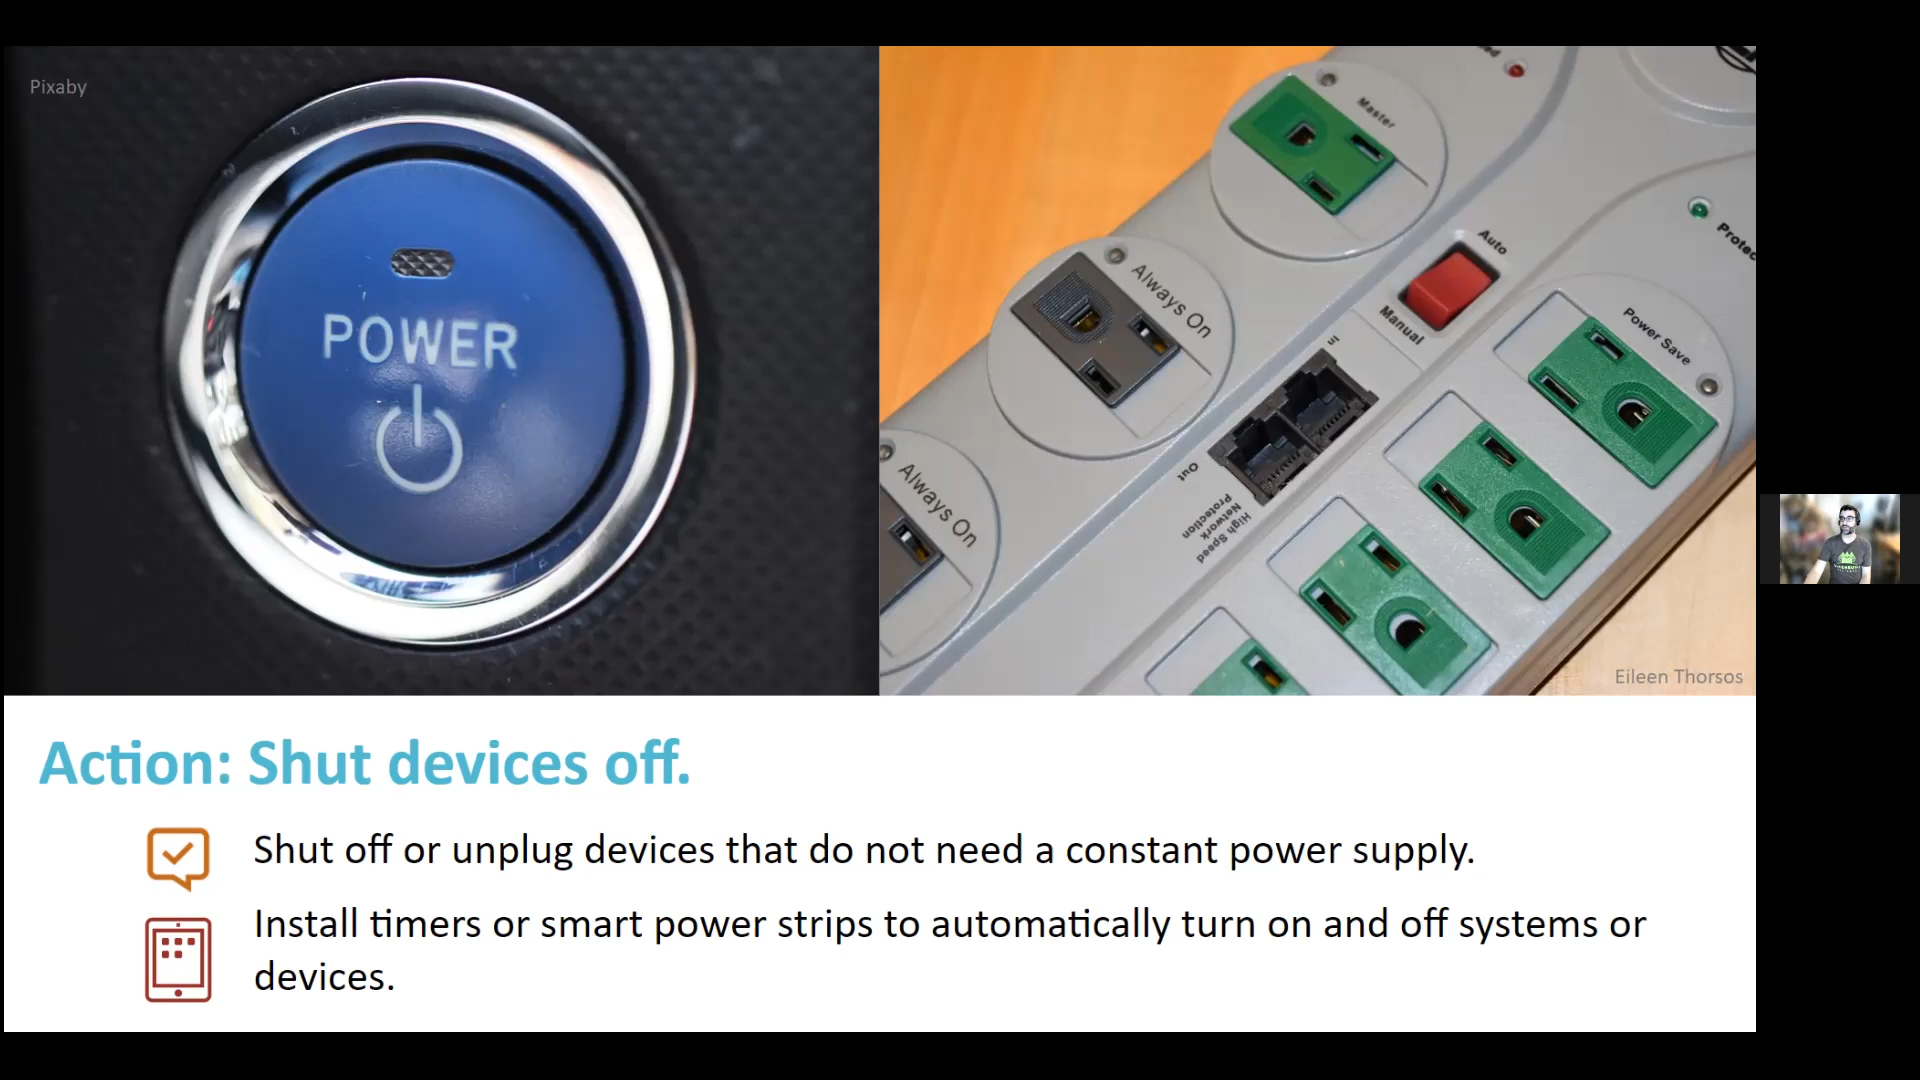 Pixaby
POWER
Master
Auto
Manual
Always On
In
Out
High Speed
Network
Protection
Always On
Power Save
Eileen Thorsos
Action: Shut devices off.
Shut off or unplug devices that do not need a constant power supply.
Install timers or smart power strips to automatically turn on and off systems or
devices.